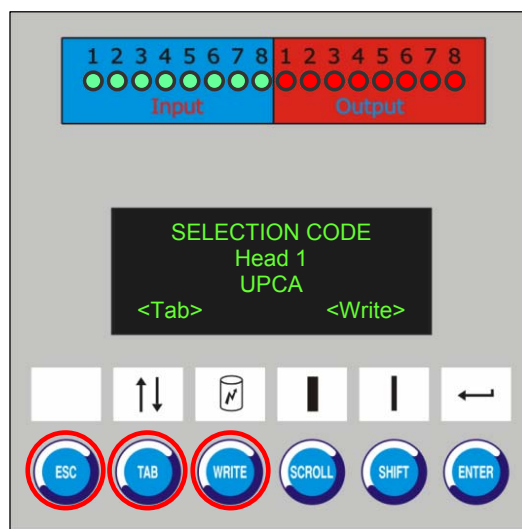 1 2 3 4 5 6 7 8 1 2 3 4 5 6 7 8
Input Output
SELECTION CODE
Head 1
UPCA
<Tab> <Write>
ESC TAB WRITE SCROLL SHIFT ENTER